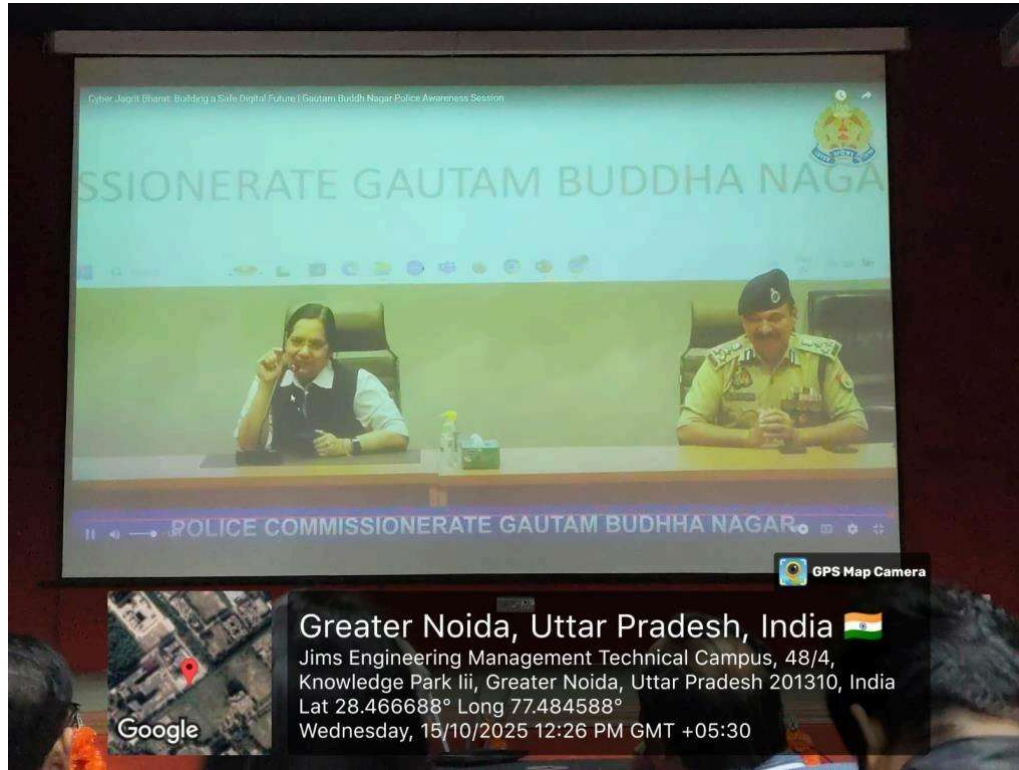 Cyber Jagrit Bharat: Building a Safe Digital Future | Gautam Buddh Nagar Police Awareness Session
SSIONERATE GAUTAM BUDDHA NAGA
POLICE COMMISSIONERATE GAUTAM BUDHHA NAGAR
GPS Map Camera
Greater Noida, Uttar Pradesh, India
Jims Engineering Management Technical Campus, 48/4,
Knowledge Park Iii, Greater Noida, Uttar Pradesh 201310, India
Lat 28.466688° Long 77.484588°
Wednesday, 15/10/2025 12:26 PM GMT +05:30
Google